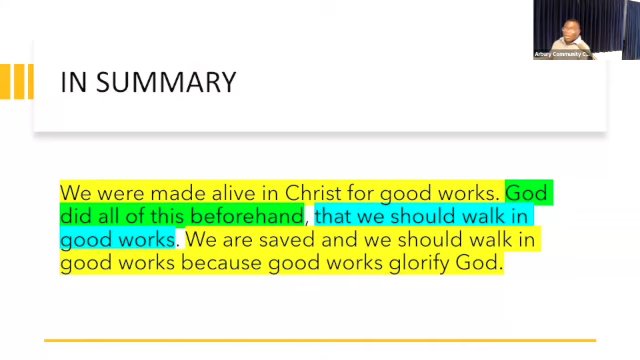 Arbury Community C...
IN SUMMARY
We were made alive in Christ for good works. God
did all of this beforehand, that we should walk in
good works. We are saved and we should walk in
good works because good works glorify God.